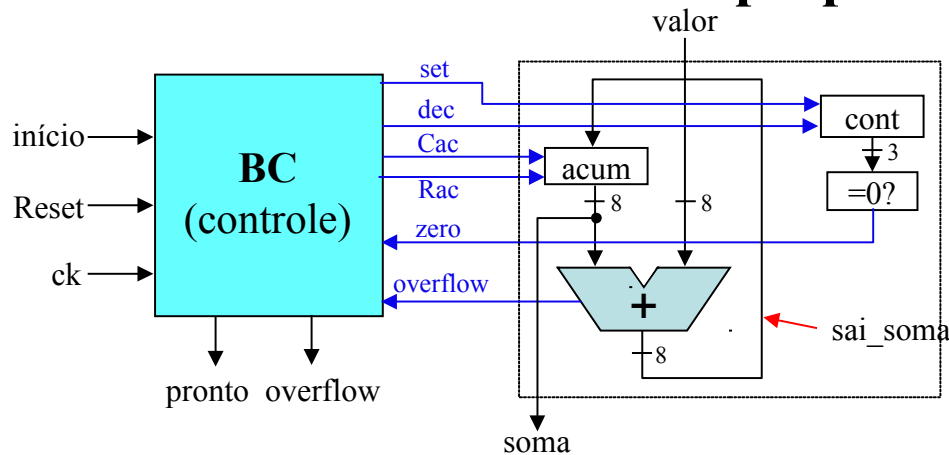 valor
set
dec
Cac
Rac
zero
overflow
início
Reset
ck
BC
(controle)
acum
8
8
cont
3
=0?
+
8
sai_soma
pronto overflow
soma